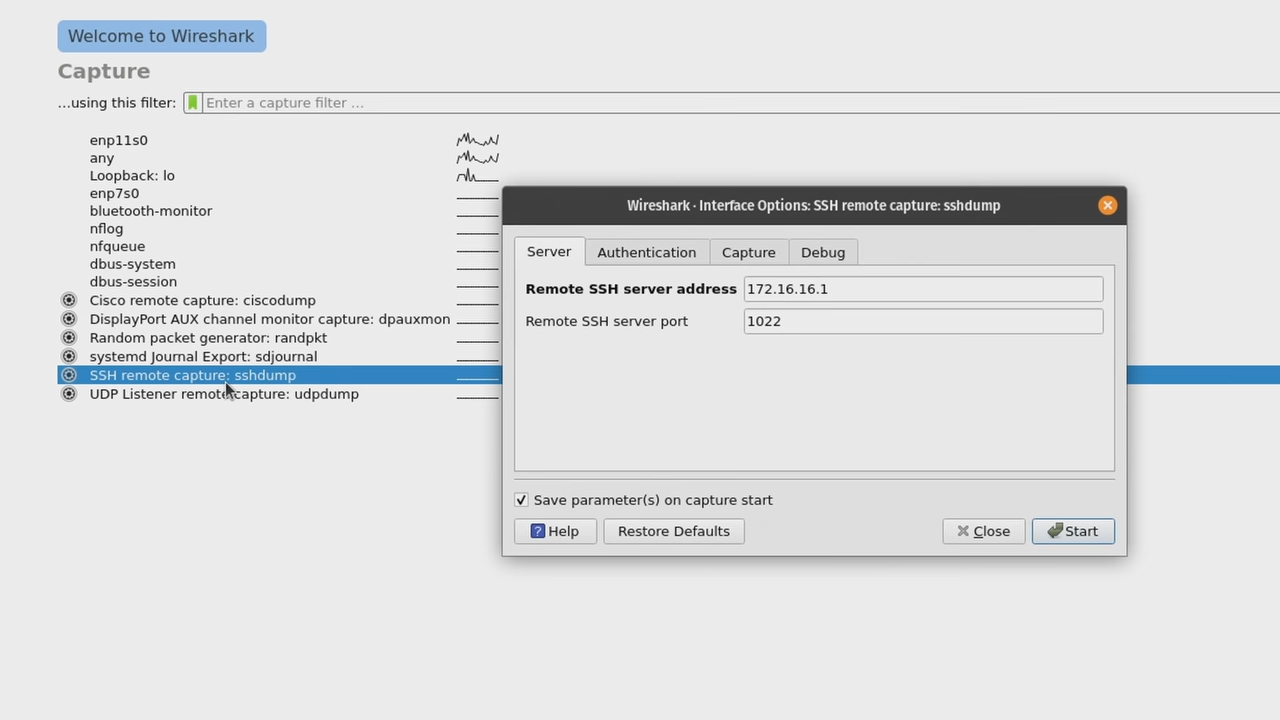 Welcome to Wireshark
Capture
...using this filter: Enter a capture filter ...
enp11s0
any
Loopback: lo
enp7s0
bluetooth-monitor
nflog
nfqueue
dbus-system
dbus-session
Cisco remote capture: ciscodump
DisplayPort AUX channel monitor capture: dpauxmon
Random packet generator: randpkt
systemd Journal Export: sdjournal
SSH remote capture: sshdump
UDP Listener remote capture: udpdump
Wireshark · Interface Options: SSH remote capture: sshdump
Server Authentication Capture Debug
Remote SSH server address 172.16.16.1
Remote SSH server port 1022
Save parameter(s) on capture start
? Help Restore Defaults Close Start